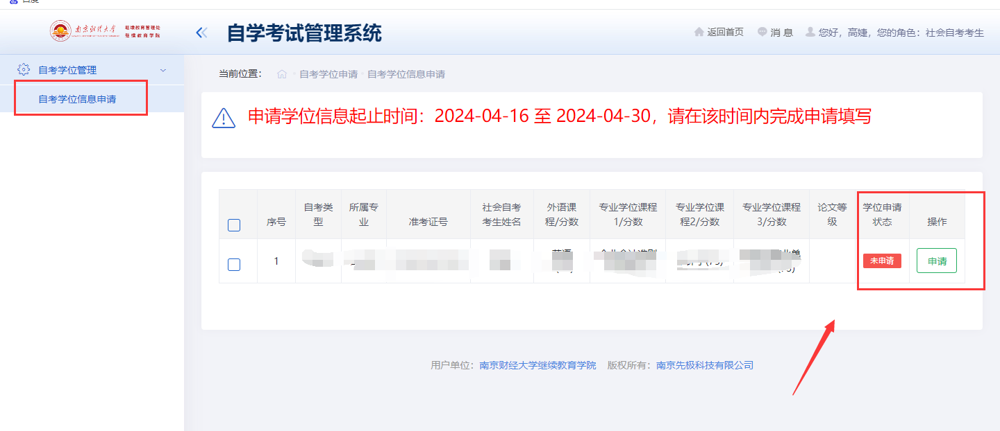 百度
南京财经大学
继续教育管理处
继续教育学院
自学考试管理系统
返回首页
消 息
您好，高婕，您的角色：社会自考考生
自考学位管理
自考学位信息申请
当前位置：
自考学位申请
自考学位信息申请
申请学位信息起止时间：2024-04-16 至 2024-04-30，请在该时间内完成申请填写
序号
自考类
型
所属专
业
准考证号
社会自考
考生姓名
外语课
程/分数
专业学位课程
1/分数
专业学位课
程2/分数
专业学位课程
3/分数
论文等
级
学位申请
状态
操作
1
未申请
申请
用户单位：南京财经大学继续教育学院 版权所有：南京先极科技有限公司